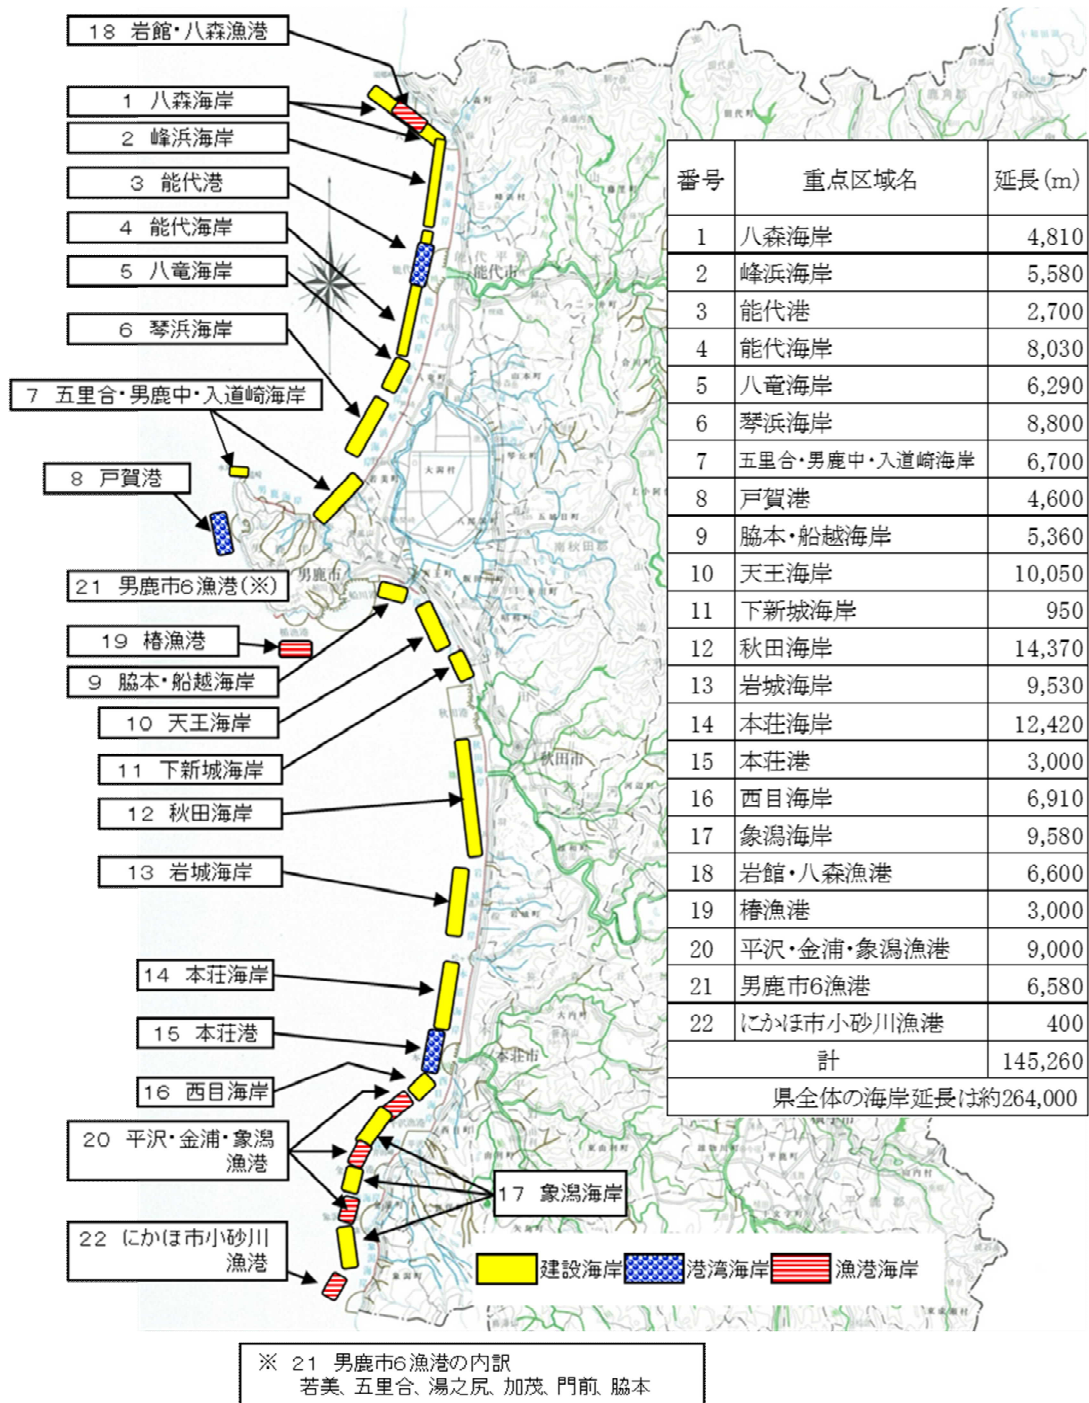 18 岩館・八森漁港
1 八森海岸
2 峰浜海岸
3 能代港
4 能代海岸
5 八竜海岸
6 琴浜海岸
7 五里合・男鹿中・入道崎海岸
8 戸賀港
21 男鹿市6漁港(※)
19 椿漁港
9 脇本・船越海岸
10 天王海岸
11 下新城海岸
12 秋田海岸
13 岩城海岸
14 本荘海岸
15 本荘港
16 西目海岸
20 平沢・金浦・象潟
漁港
17 象潟海岸
22 にかほ市小砂川
漁港
能代市
大潟村
男鹿市
秋田市
本荘市
番号 重点区域名 延長(m)
1 八森海岸 4,810
2 峰浜海岸 5,580
3 能代港 2,700
4 能代海岸 8,030
5 八竜海岸 6,290
6 琴浜海岸 8,800
7 五里合・男鹿中・入道崎海岸 6,700
8 戸賀港 4,600
9 脇本・船越海岸 5,360
10 天王海岸 10,050
11 下新城海岸 950
12 秋田海岸 14,370
13 岩城海岸 9,530
14 本荘海岸 12,420
15 本荘港 3,000
16 西目海岸 6,910
17 象潟海岸 9,580
18 岩館・八森漁港 6,600
19 椿漁港 3,000
20 平沢・金浦・象潟漁港 9,000
21 男鹿市6漁港 6,580
22 にかほ市小砂川漁港 400
計 145,260
県全体の海岸延長は約264,000
建設海岸 港湾海岸 漁港海岸
※ 21 男鹿市6漁港の内訳
若美、五里合、湯之尻、加茂、門前、脇本